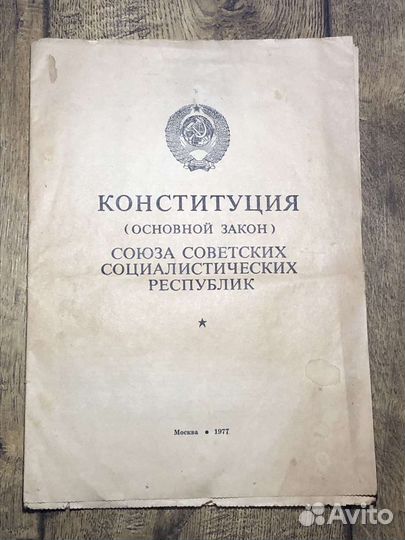 КОНСТИТУЦИЯ
(ОСНОВНОЙ ЗАКОН)
СОЮЗА СОВЕТСКИХ
СОЦИАЛИСТИЧЕСКИХ
РЕСПУБЛИК
Москва • 1977
Avito